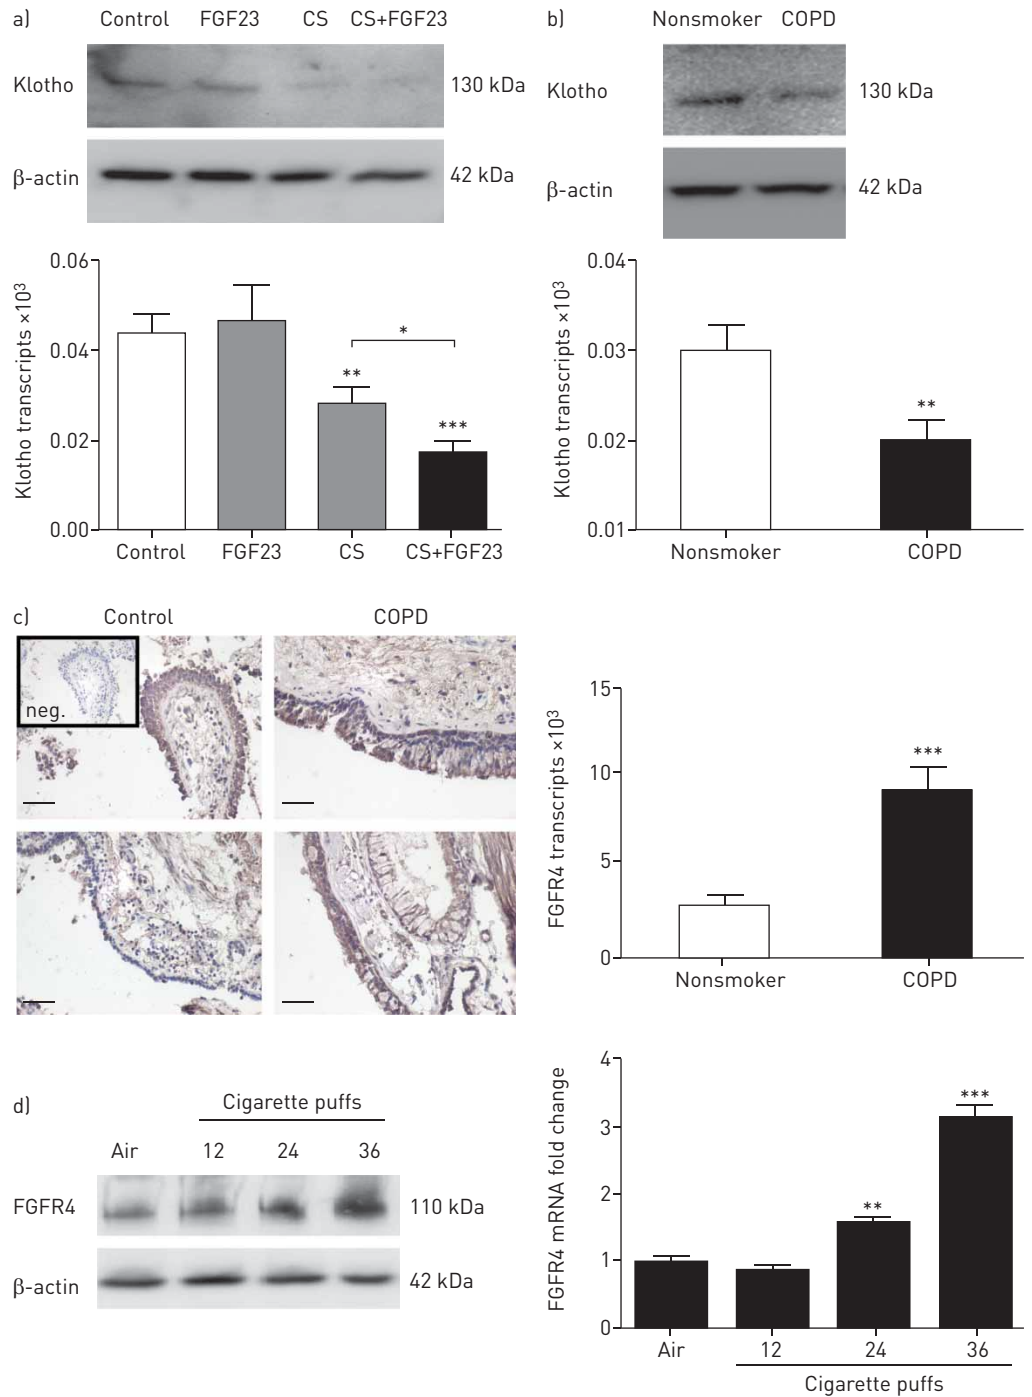 a)
Control FGF23 CS CS+FGF23
Klotho
130 kDa
β-actin
42 kDa
Klotho transcripts ×10³
0.06
0.04
0.02
0.00
*
**
***
Control FGF23 CS CS+FGF23
b)
Nonsmoker COPD
Klotho
130 kDa
β-actin
42 kDa
Klotho transcripts ×10³
0.04
0.03
0.02
0.01
**
Nonsmoker COPD
c)
Control COPD
neg.
FGFR4 transcripts ×10³
15
10
5
0
***
Nonsmoker COPD
d)
Cigarette puffs
Air 12 24 36
FGFR4
110 kDa
β-actin
42 kDa
FGFR4 mRNA fold change
4
3
2
1
0
**
***
Air 12 24 36
Cigarette puffs